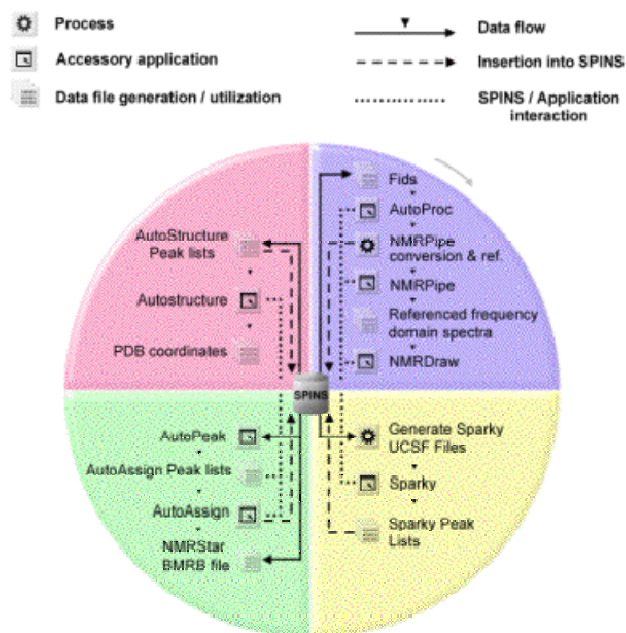 Process
Accessory application
Data file generation / utilization
Data flow
Insertion into SPINS
SPINS / Application
interaction
Fids
AutoProc
NMRPipe
conversion & ref.
NMRPipe
Referenced frequency
domain spectra
NMRDraw
AutoStructure
Peak lists
Autostructure
PDB coordinates
SPINS
AutoPeak
AutoAssign Peak lists
AutoAssign
NMRStar
BMRB file
Generate Sparky
UCSF Files
Sparky
Sparky Peak
Lists